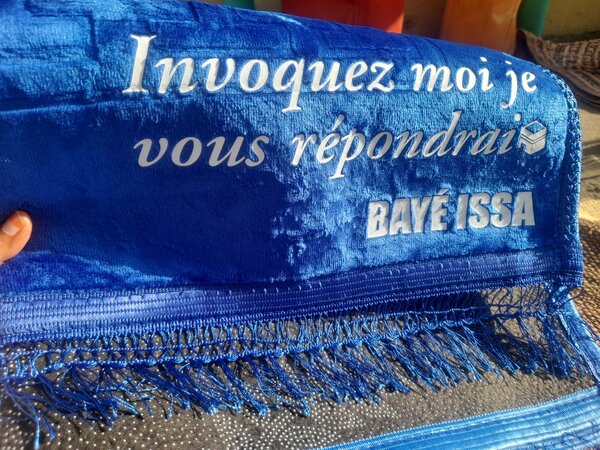 Invoquez moi je
vous répondrai
BAYÉ ISSA